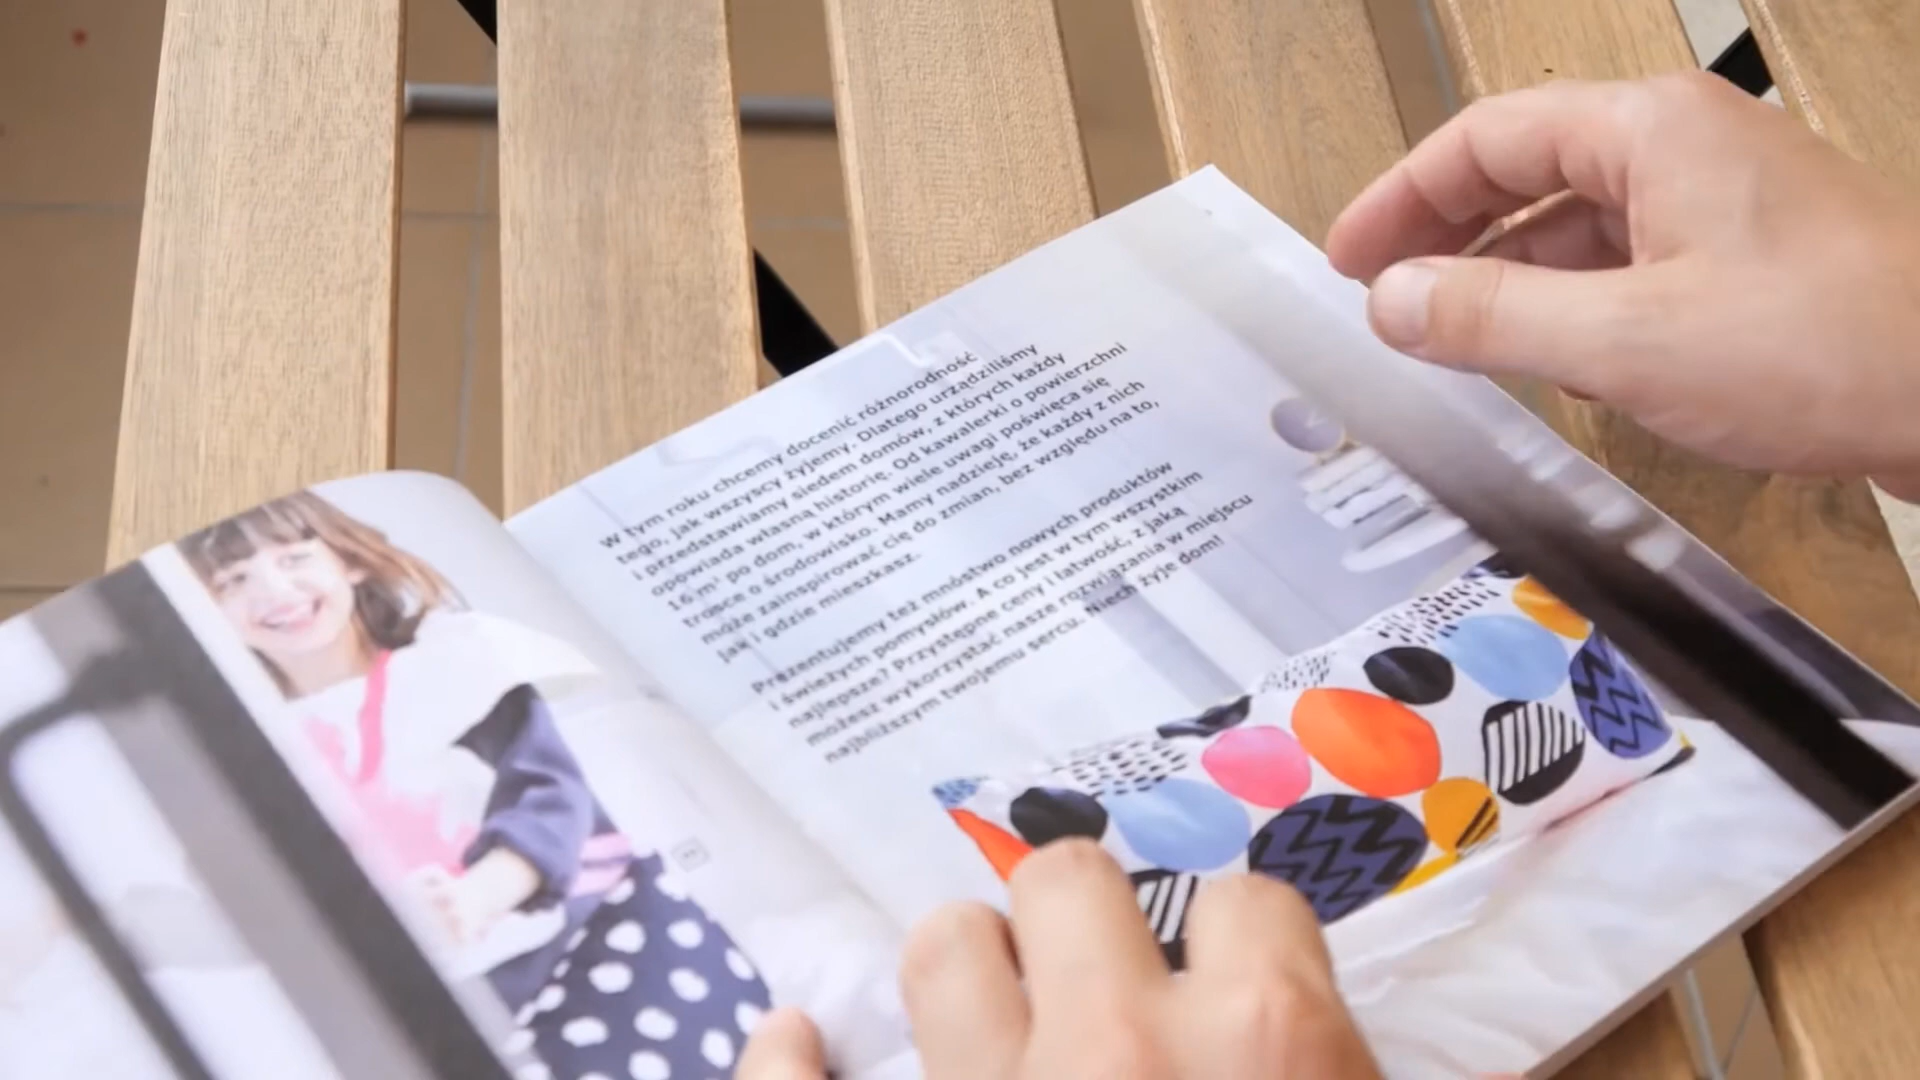 W tym roku chcemy docenić różnorodność
tego, jak wszyscy żyjemy. Dlatego urządziliśmy
i przedstawiamy siedem domów, z których każdy
opowiada własną historię. Od kawalerki o powierzchni
16 m² po dom, w którym wiele uwagi poświęca się
trosce o środowisko. Mamy nadzieję, że każdy z nich
może zainspirować cię do zmian, bez względu na to,
jak i gdzie mieszkasz.
Prezentujemy też mnóstwo nowych produktów
i świeżych pomysłów. A co jest w tym wszystkim
najlepsze? Przystępne ceny i łatwość, z jaką
możesz wykorzystać nasze rozwiązania w miejscu
najbliższym twojemu sercu. Niech żyje dom!